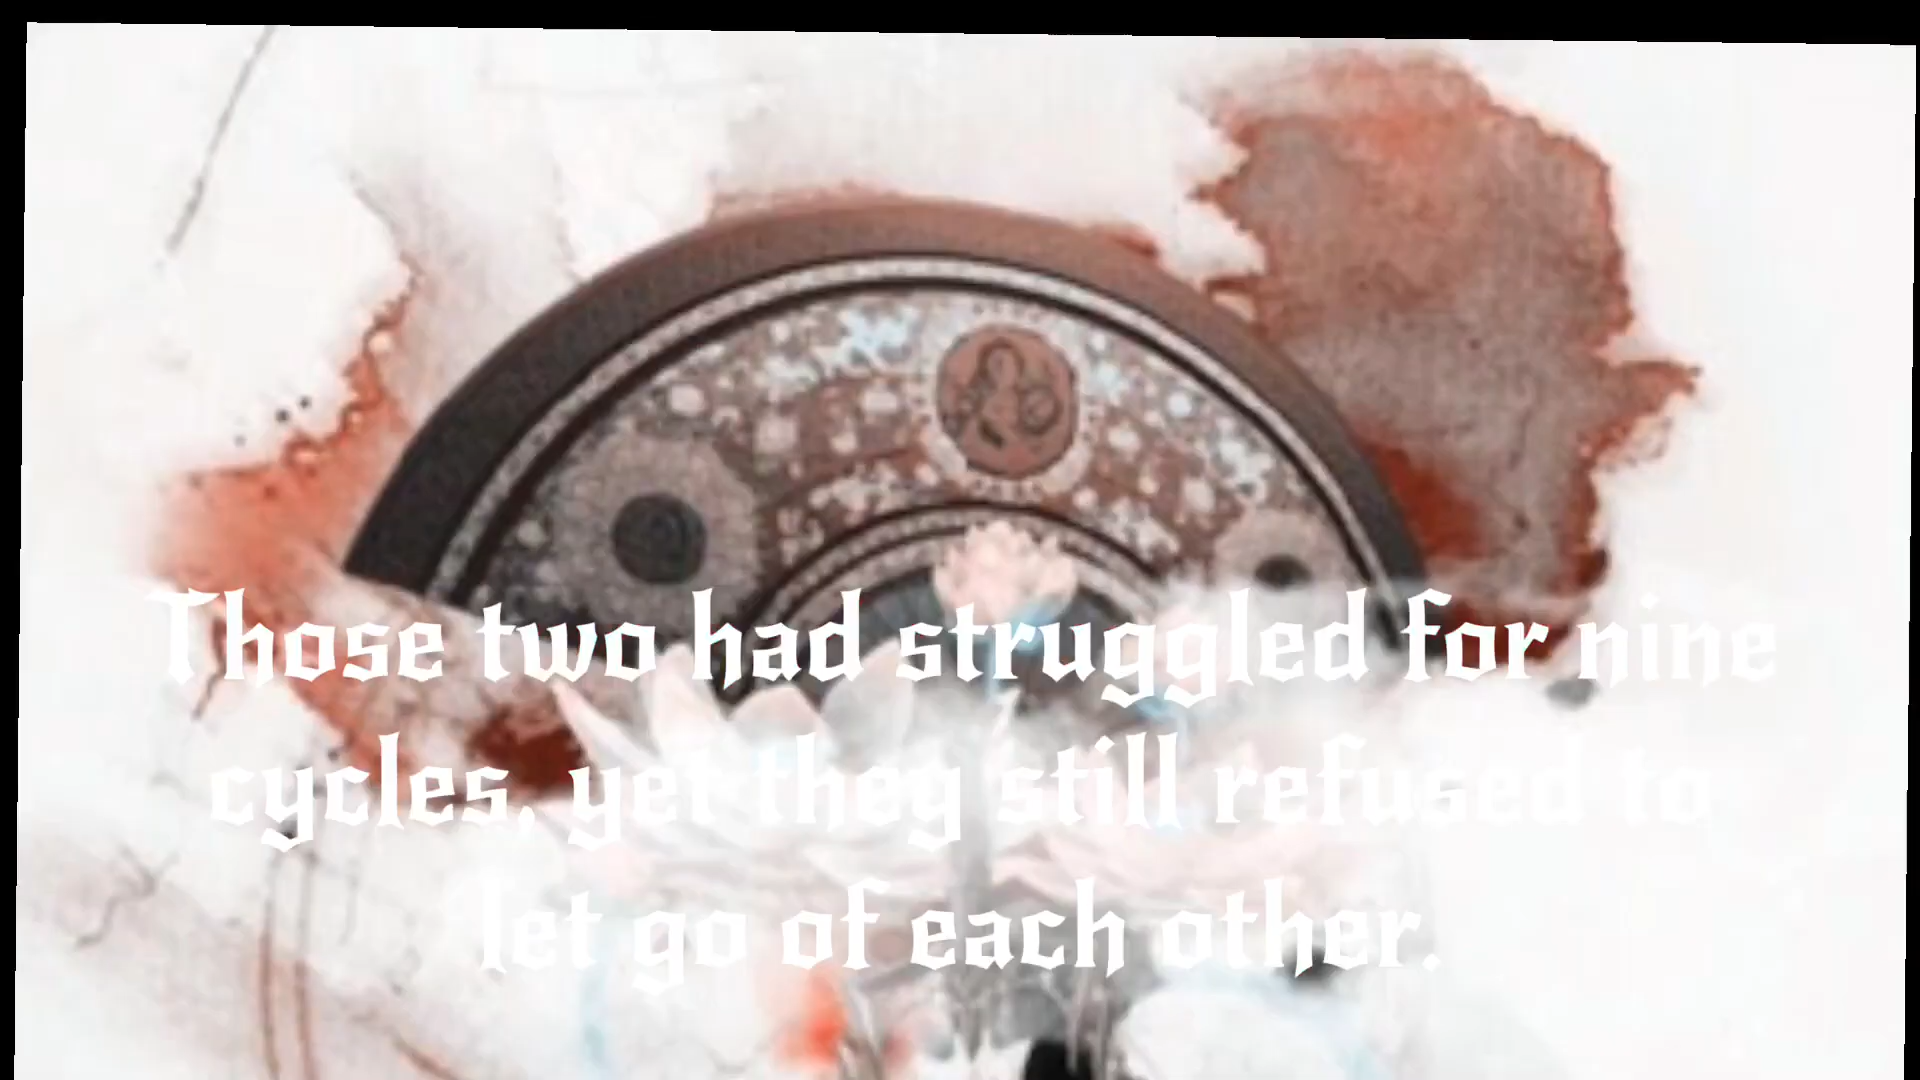 Those two had struggled for nine
cycles, yet they still refused to
let go of each other.